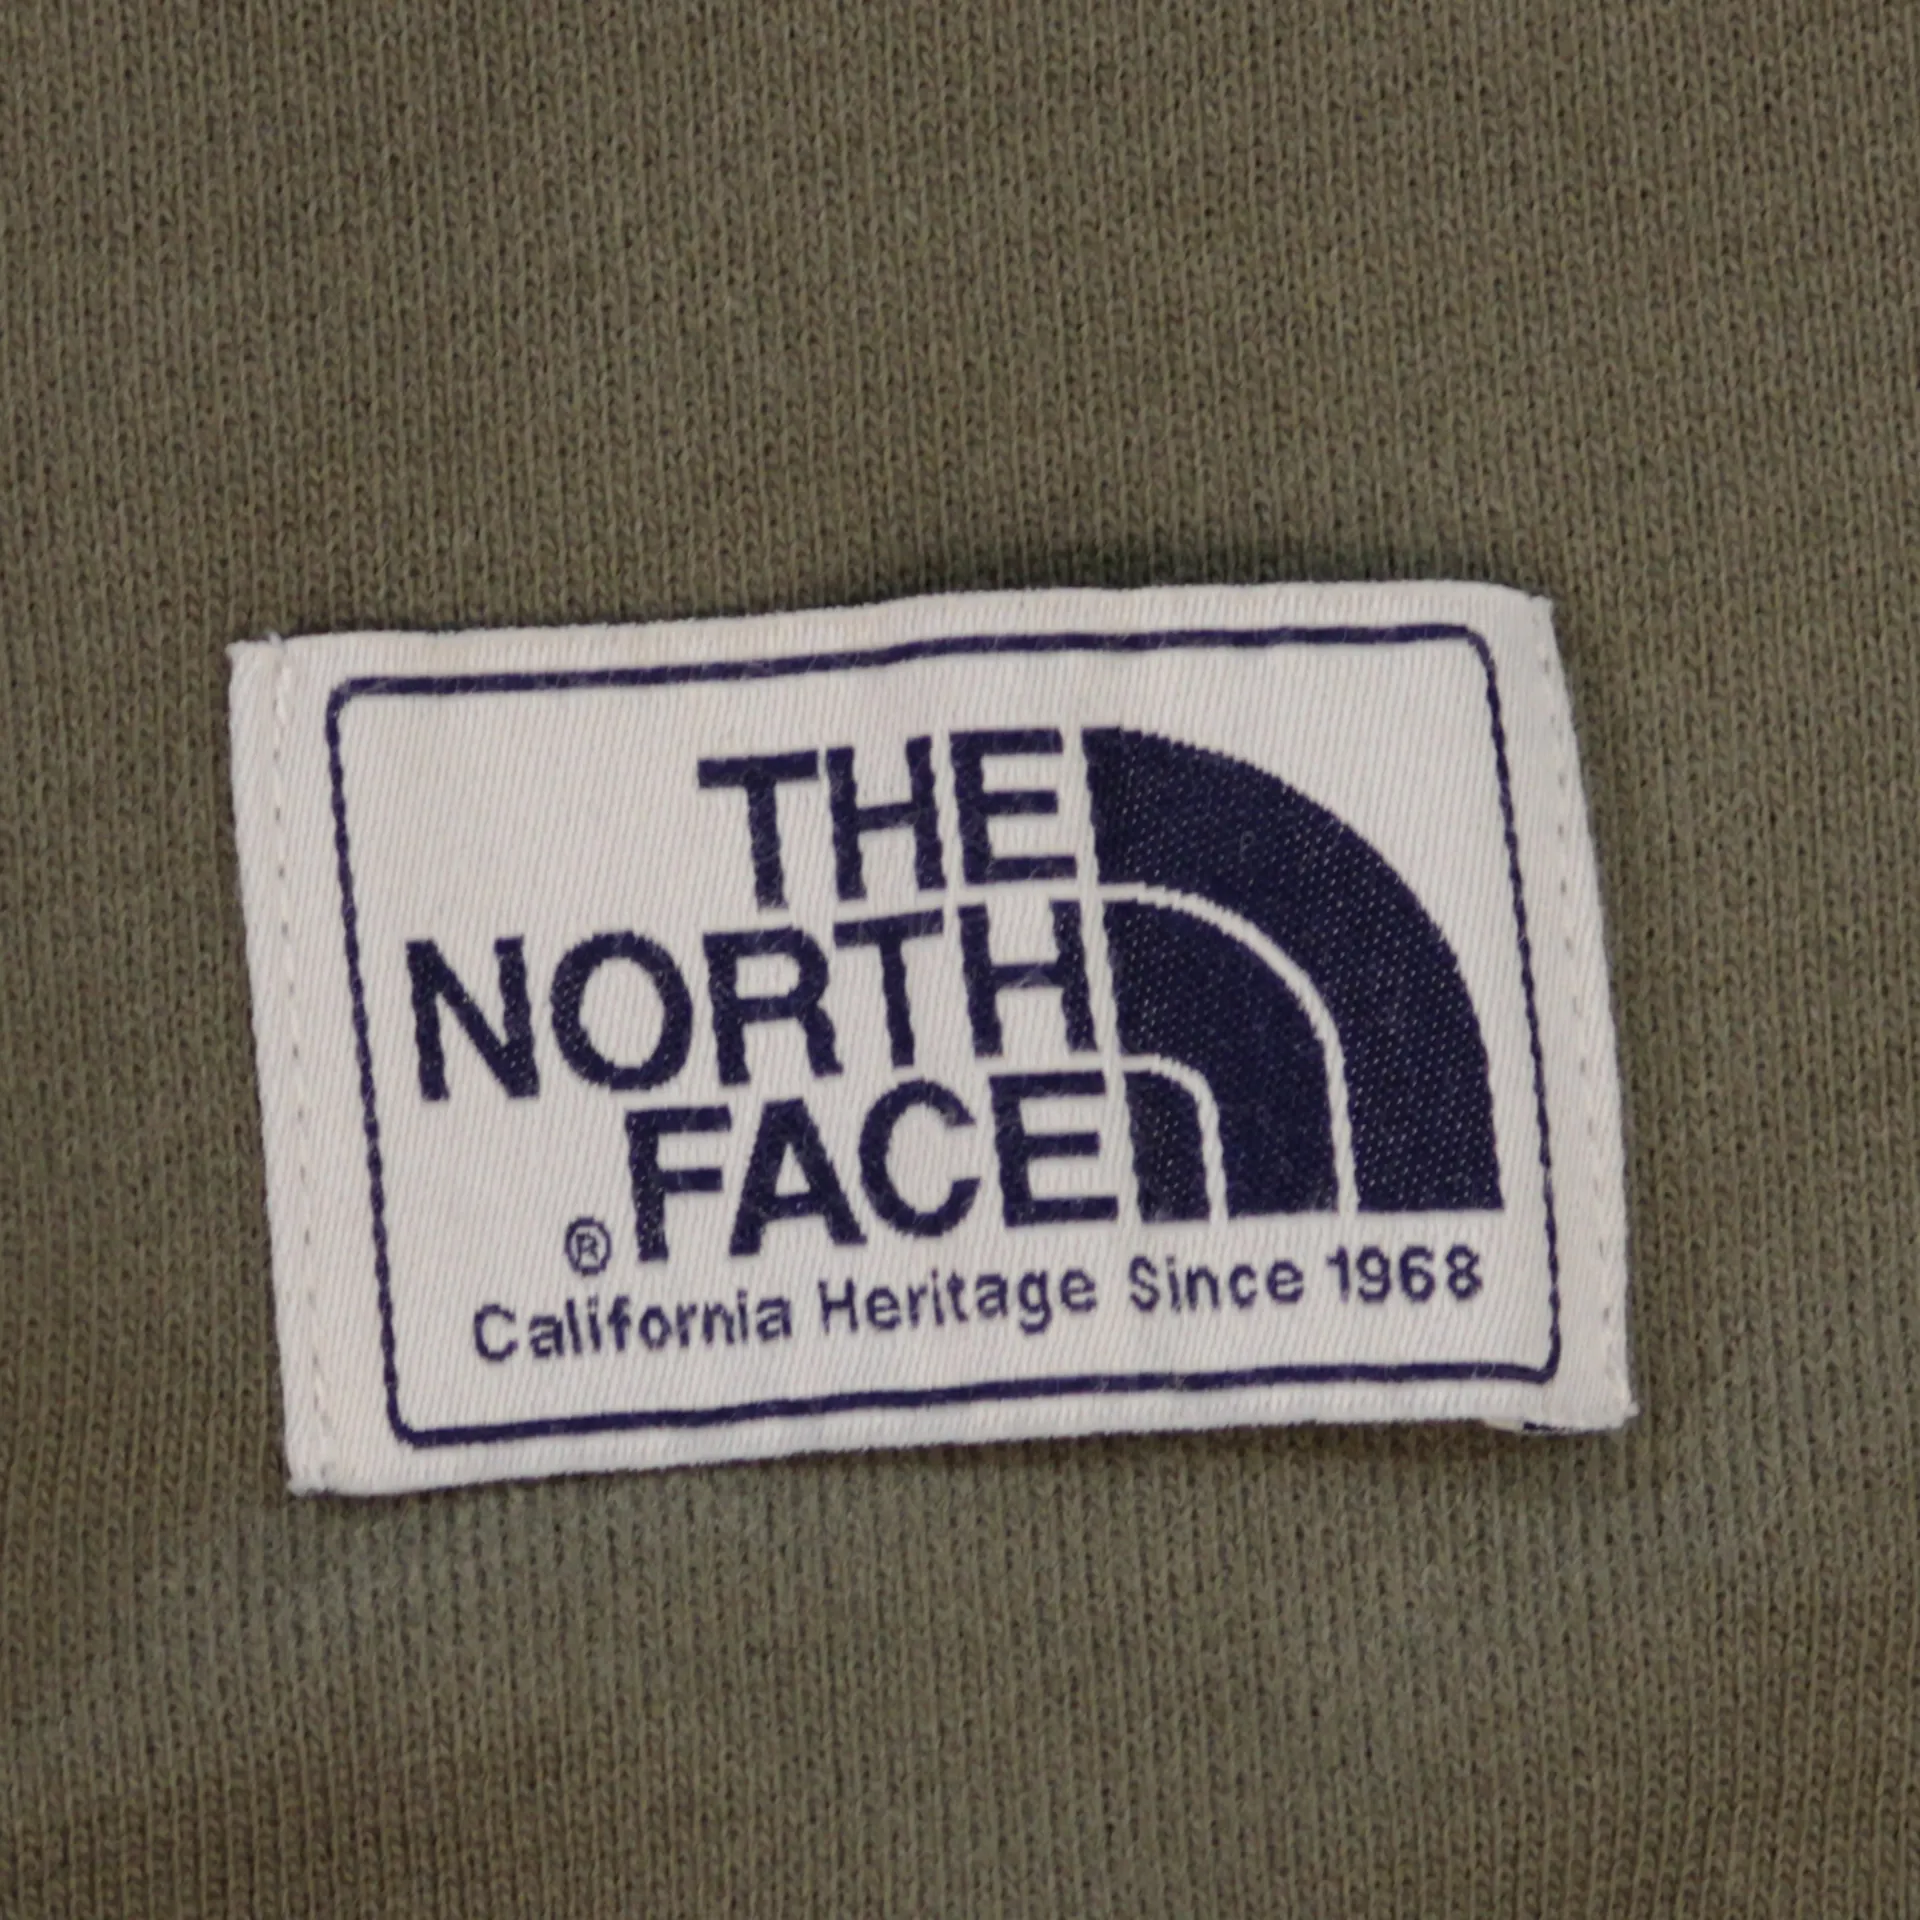 THE
NORTH
®FACE
California Heritage Since 1968